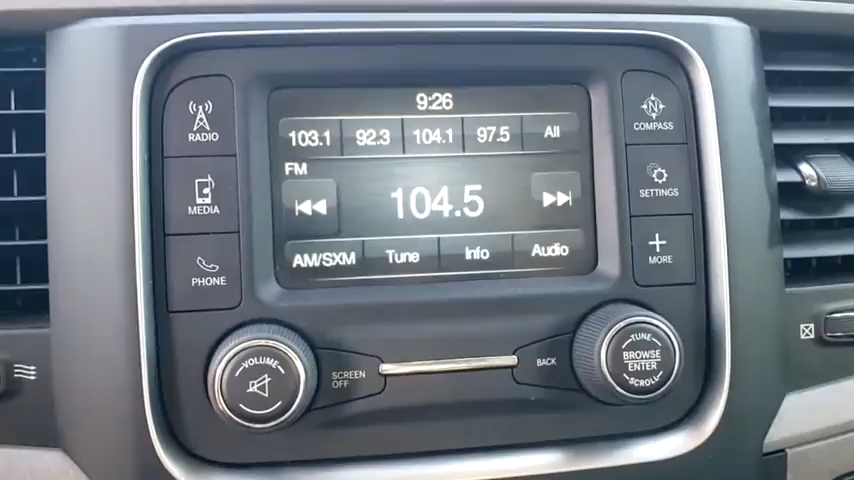 9:26
103.1 92.3 104.1 97.5 All
FM
104.5
AM/SXM Tune Info Audio
RADIO
MEDIA
PHONE
COMPASS
N
SETTINGS
MORE
VOLUME
SCREEN
OFF
BACK
TUNE
BROWSE
ENTER
SCROLL